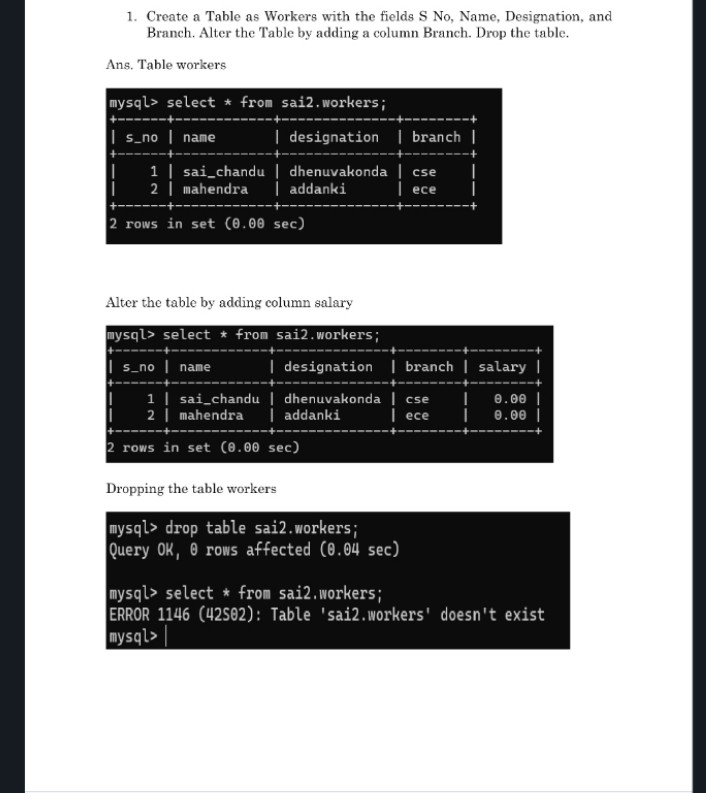 1. Create a Table as Workers with the fields S No, Name, Designation, and
Branch. Alter the Table by adding a column Branch. Drop the table.
Ans. Table workers
mysql> select * from sai2.workers;
+------+------------+-------------+--------+
| s_no | name       | designation | branch |
+------+------------+-------------+--------+
|    1 | sai_chandu | dhenuvakonda | cse    |
|    2 | mahendra   | addanki     | ece    |
+------+------------+-------------+--------+
2 rows in set (0.00 sec)
Alter the table by adding column salary
mysql> select * from sai2.workers;
+------+------------+-------------+--------+--------+
| s_no | name       | designation | branch | salary |
+------+------------+-------------+--------+--------+
|    1 | sai_chandu | dhenuvakonda | cse    |   0.00 |
|    2 | mahendra   | addanki     | ece    |   0.00 |
+------+------------+-------------+--------+--------+
2 rows in set (0.00 sec)
Dropping the table workers
mysql> drop table sai2.workers;
Query OK, 0 rows affected (0.04 sec)
mysql> select * from sai2.workers;
ERROR 1146 (42S02): Table 'sai2.workers' doesn't exist
mysql>